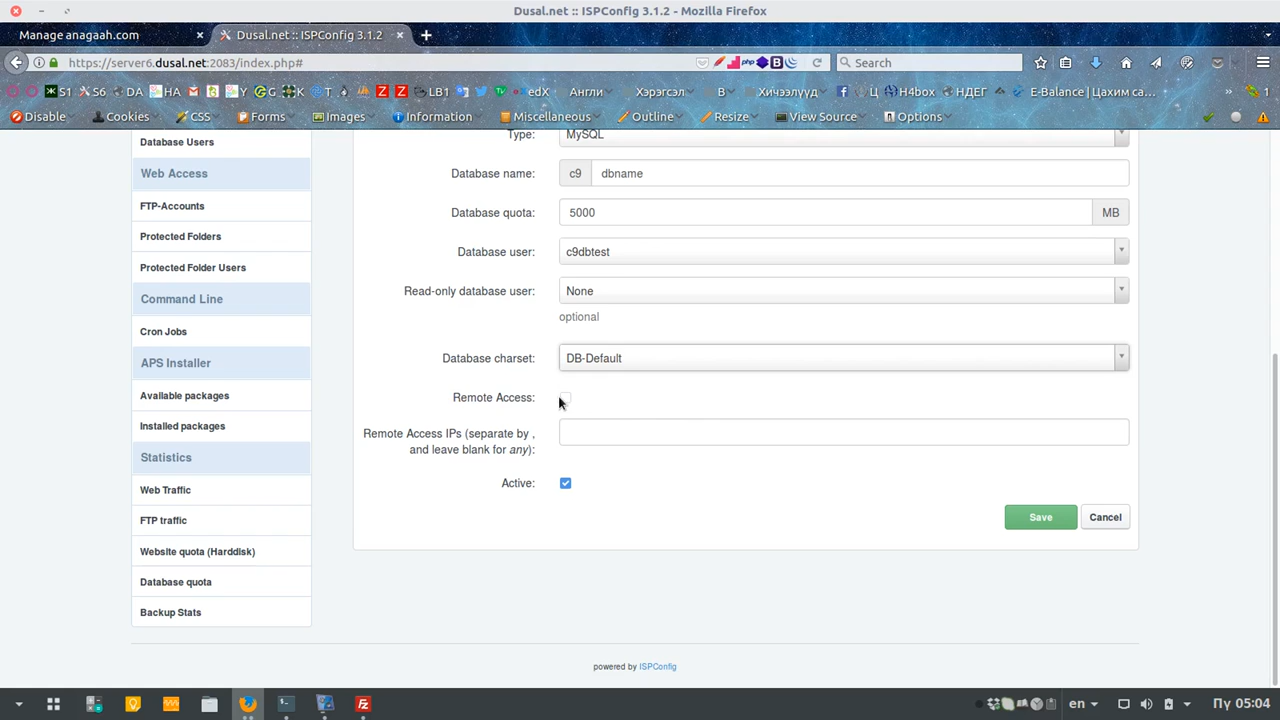 Dusal.net :: ISPConfig 3.1.2 - Mozilla Firefox
Manage anagaah.com
Dusal.net :: ISPConfig 3.1.2
https://server6.dusal.net:2083/index.php#
Search
S1 S6 DA HA Y G K T Z Z LB1 edX Англи Хэрэгсэл В Хичээлүүд Ц H4box НДЕГ E-Balance | Цахим са... » 1
Disable Cookies CSS Forms Images Information Miscellaneous Outline Resize View Source Options
Database Users
Web Access
FTP-Accounts
Protected Folders
Protected Folder Users
Command Line
Cron Jobs
APS Installer
Available packages
Installed packages
Statistics
Web Traffic
FTP traffic
Website quota (Harddisk)
Database quota
Backup Stats
Type: MySQL
Database name: c9 dbname
Database quota: 5000 MB
Database user: c9dbtest
Read-only database user: None
optional
Database charset: DB-Default
Remote Access:
Remote Access IPs (separate by ,
and leave blank for any):
Active:
Save Cancel
powered by ISPConfig
en Пү 05:04